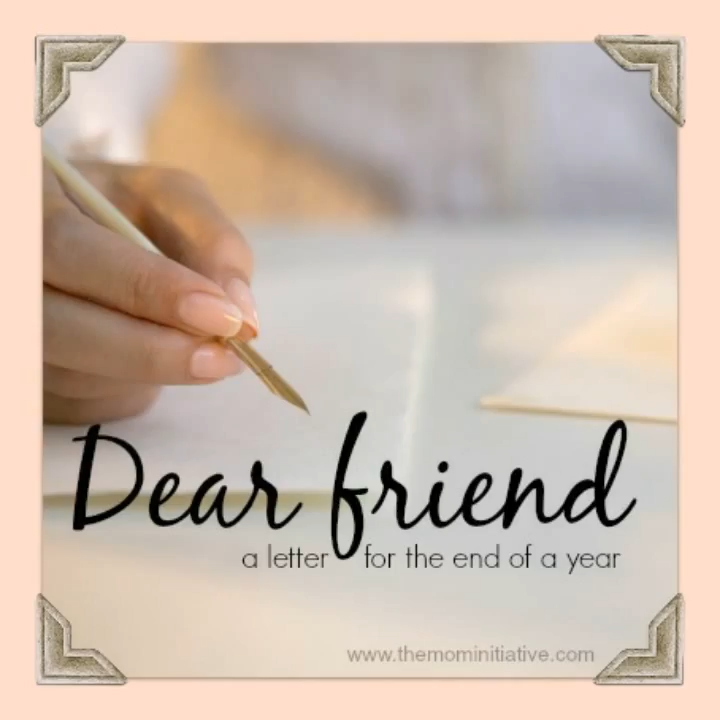 Dear friend
a letter for the end of a year
www.themominitiative.com